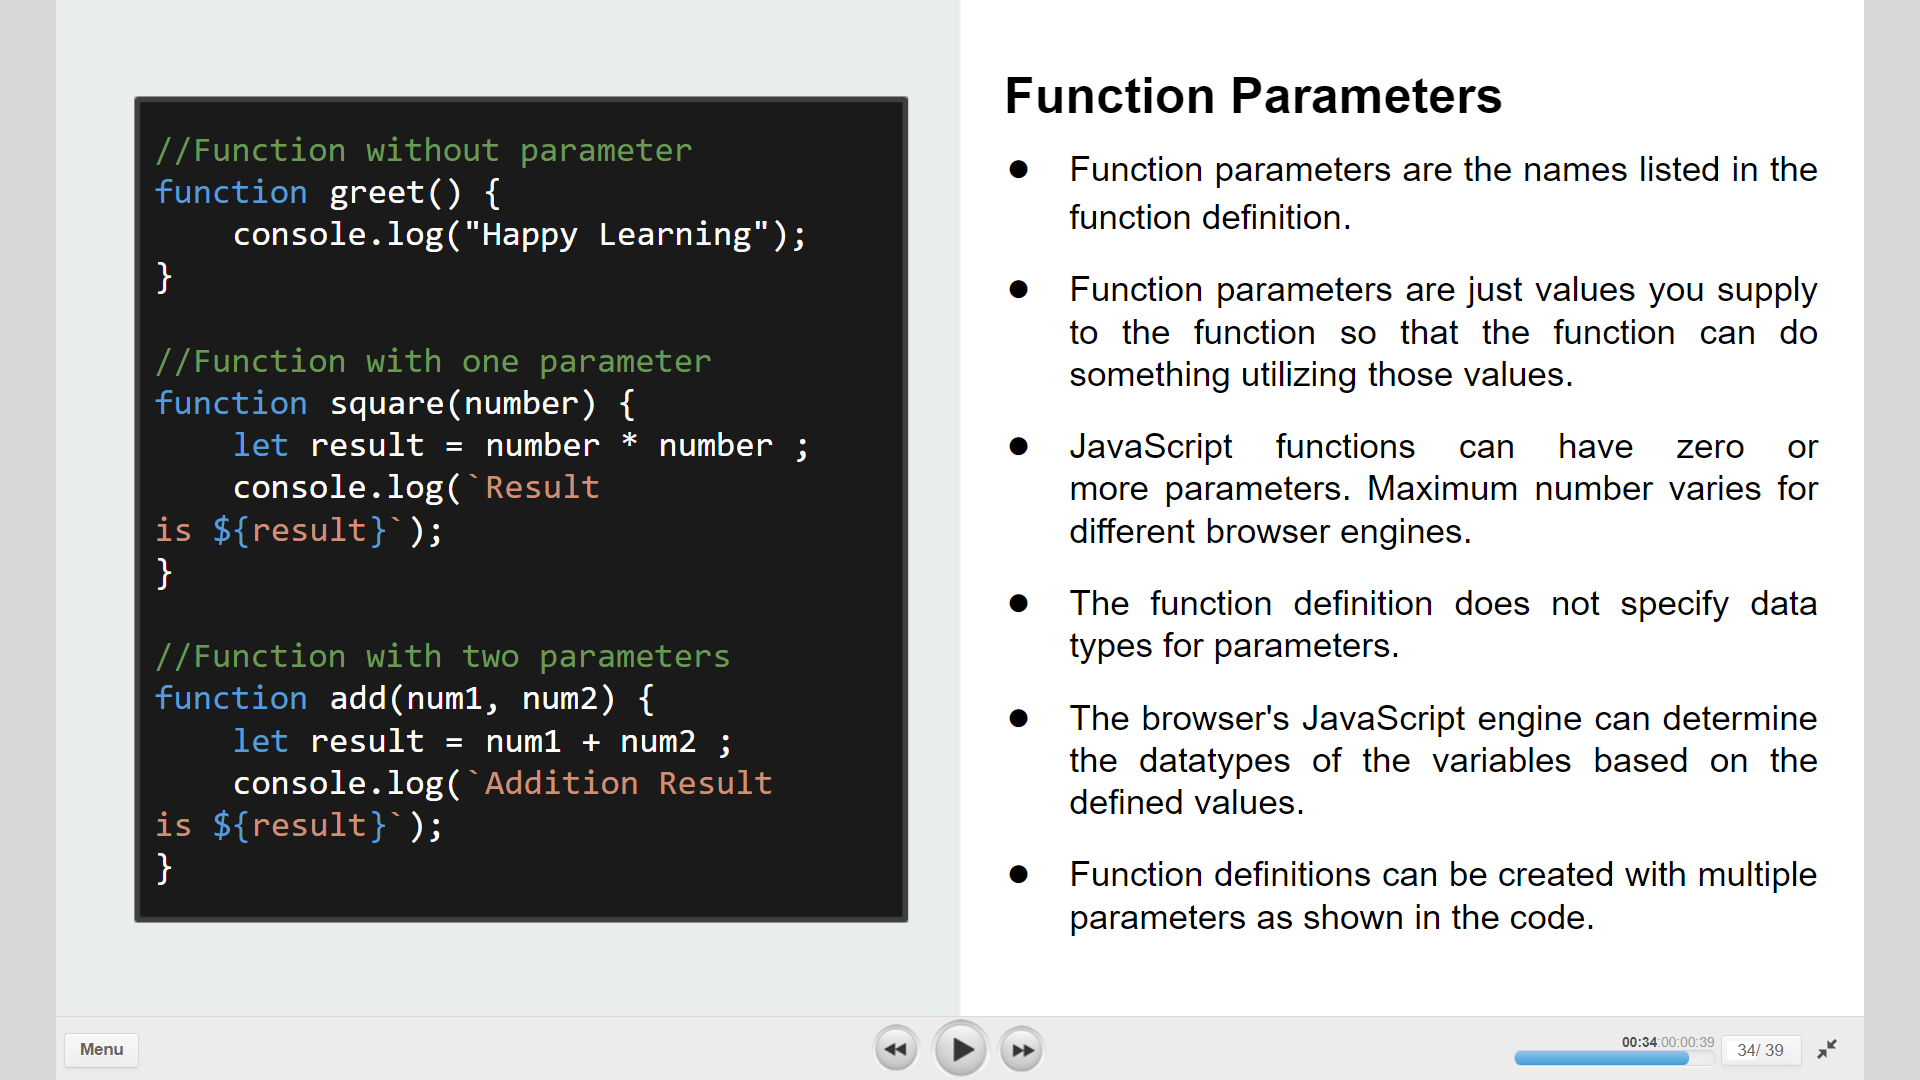 //Function without parameter
function greet() {
    console.log("Happy Learning");
}

//Function with one parameter
function square(number) {
    let result = number * number ;
    console.log(`Result
is ${result}`);
}

//Function with two parameters
function add(num1, num2) {
    let result = num1 + num2 ;
    console.log(`Addition Result
is ${result}`);
}
Function Parameters
● Function parameters are the names listed in the
function definition.
● Function parameters are just values you supply
to the function so that the function can do
something utilizing those values.
● JavaScript functions can have zero or
more parameters. Maximum number varies for
different browser engines.
● The function definition does not specify data
types for parameters.
● The browser's JavaScript engine can determine
the datatypes of the variables based on the
defined values.
● Function definitions can be created with multiple
parameters as shown in the code.
Menu
00:34:00:00:39
34/ 39